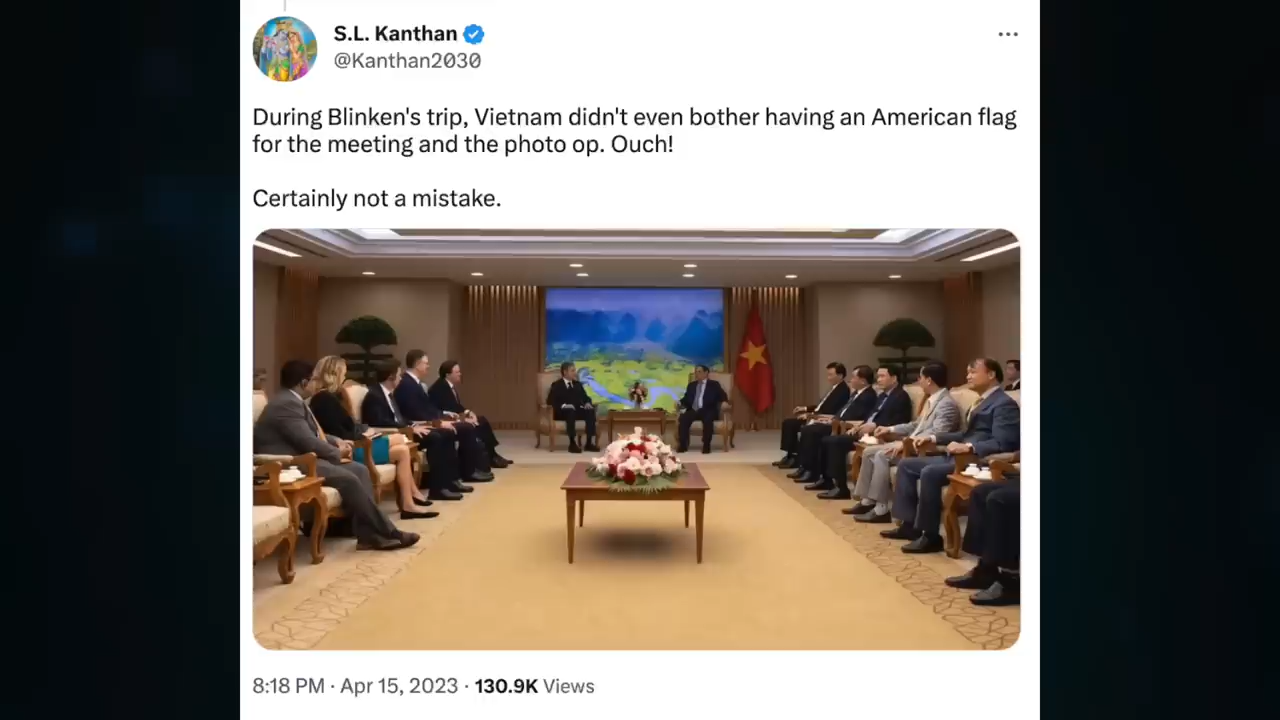 S.L. Kanthan
@Kanthan2030
During Blinken's trip, Vietnam didn't even bother having an American flag
for the meeting and the photo op. Ouch!
Certainly not a mistake.
8:18 PM · Apr 15, 2023 · 130.9K Views